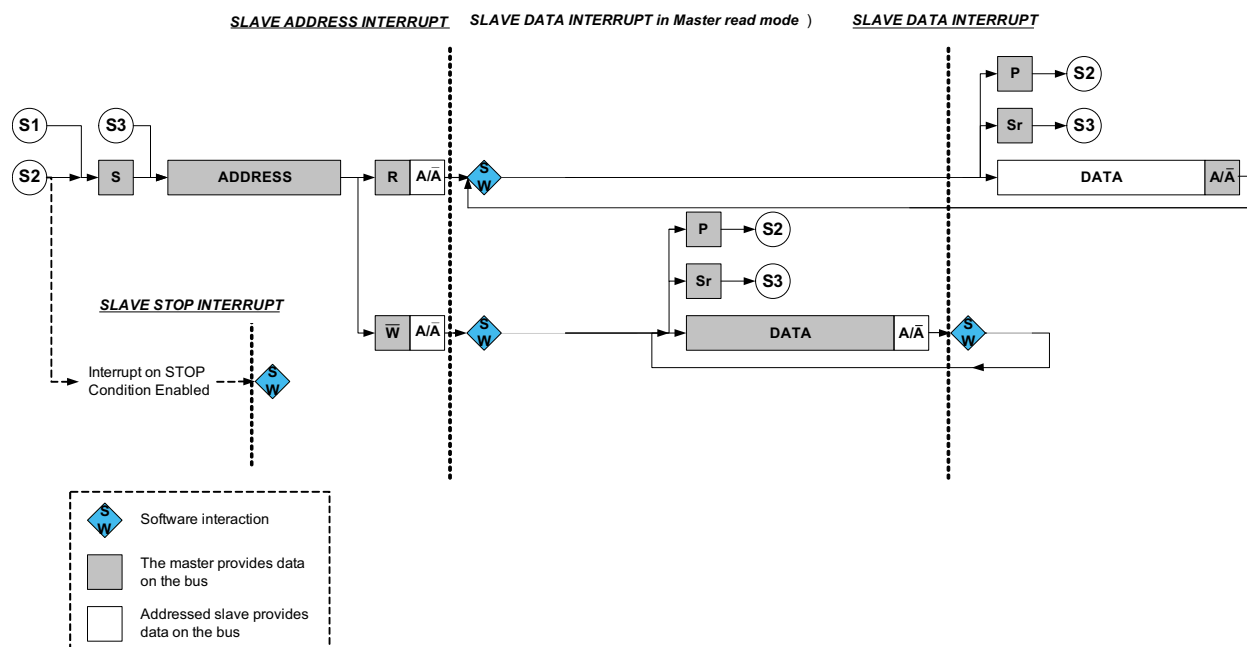 SLAVE ADDRESS INTERRUPT
SLAVE DATA INTERRUPT in Master read mode )
SLAVE DATA INTERRUPT
P
S2
S1
S3
Sr
S3
S2
S
ADDRESS
R
A/A̅
S
W
DATA
A/A̅
P
S2
Sr
S3
SLAVE STOP INTERRUPT
W̅
A/A̅
S
W
DATA
A/A̅
S
W
Interrupt on STOP
Condition Enabled
S
W
S
W
Software interaction
The master provides data
on the bus
Addressed slave provides
data on the bus